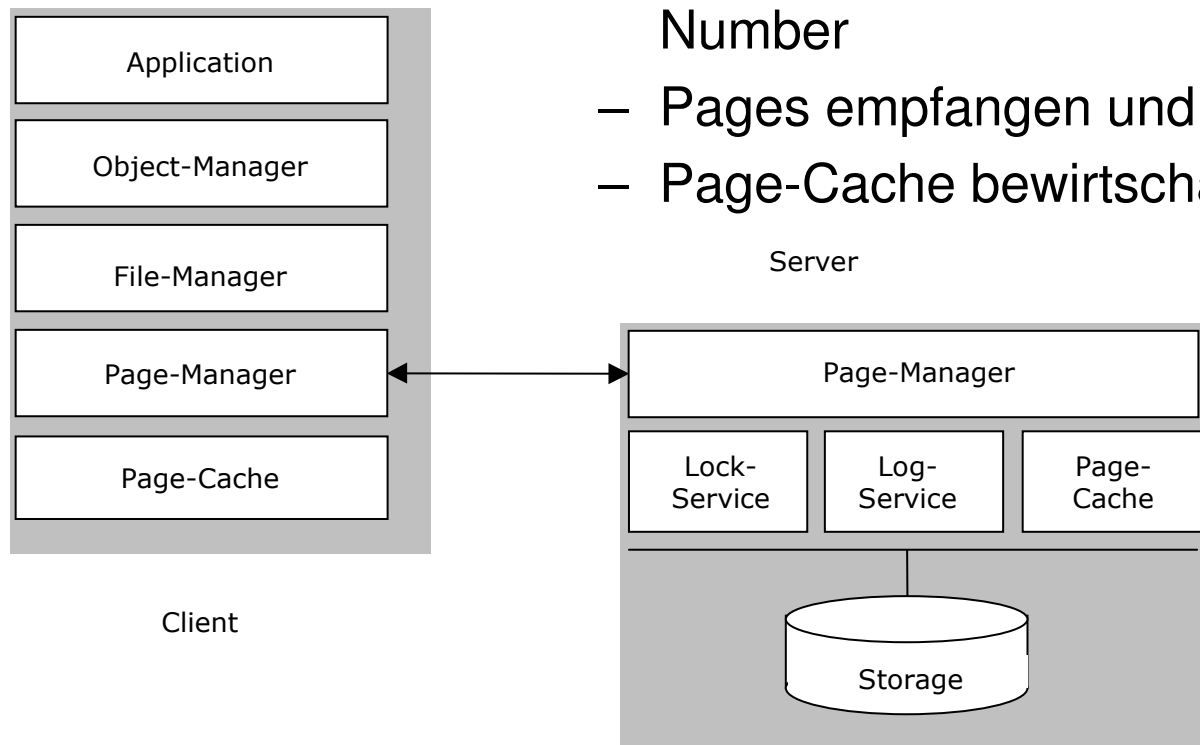 Number
– Pages empfangen und
– Page-Cache
Application
Object-Manager
File-Manager
Page-Manager
Page-Cache
Client
Server
Page-Manager
Lock-
Service
Log-
Service
Page-
Cache
Storage